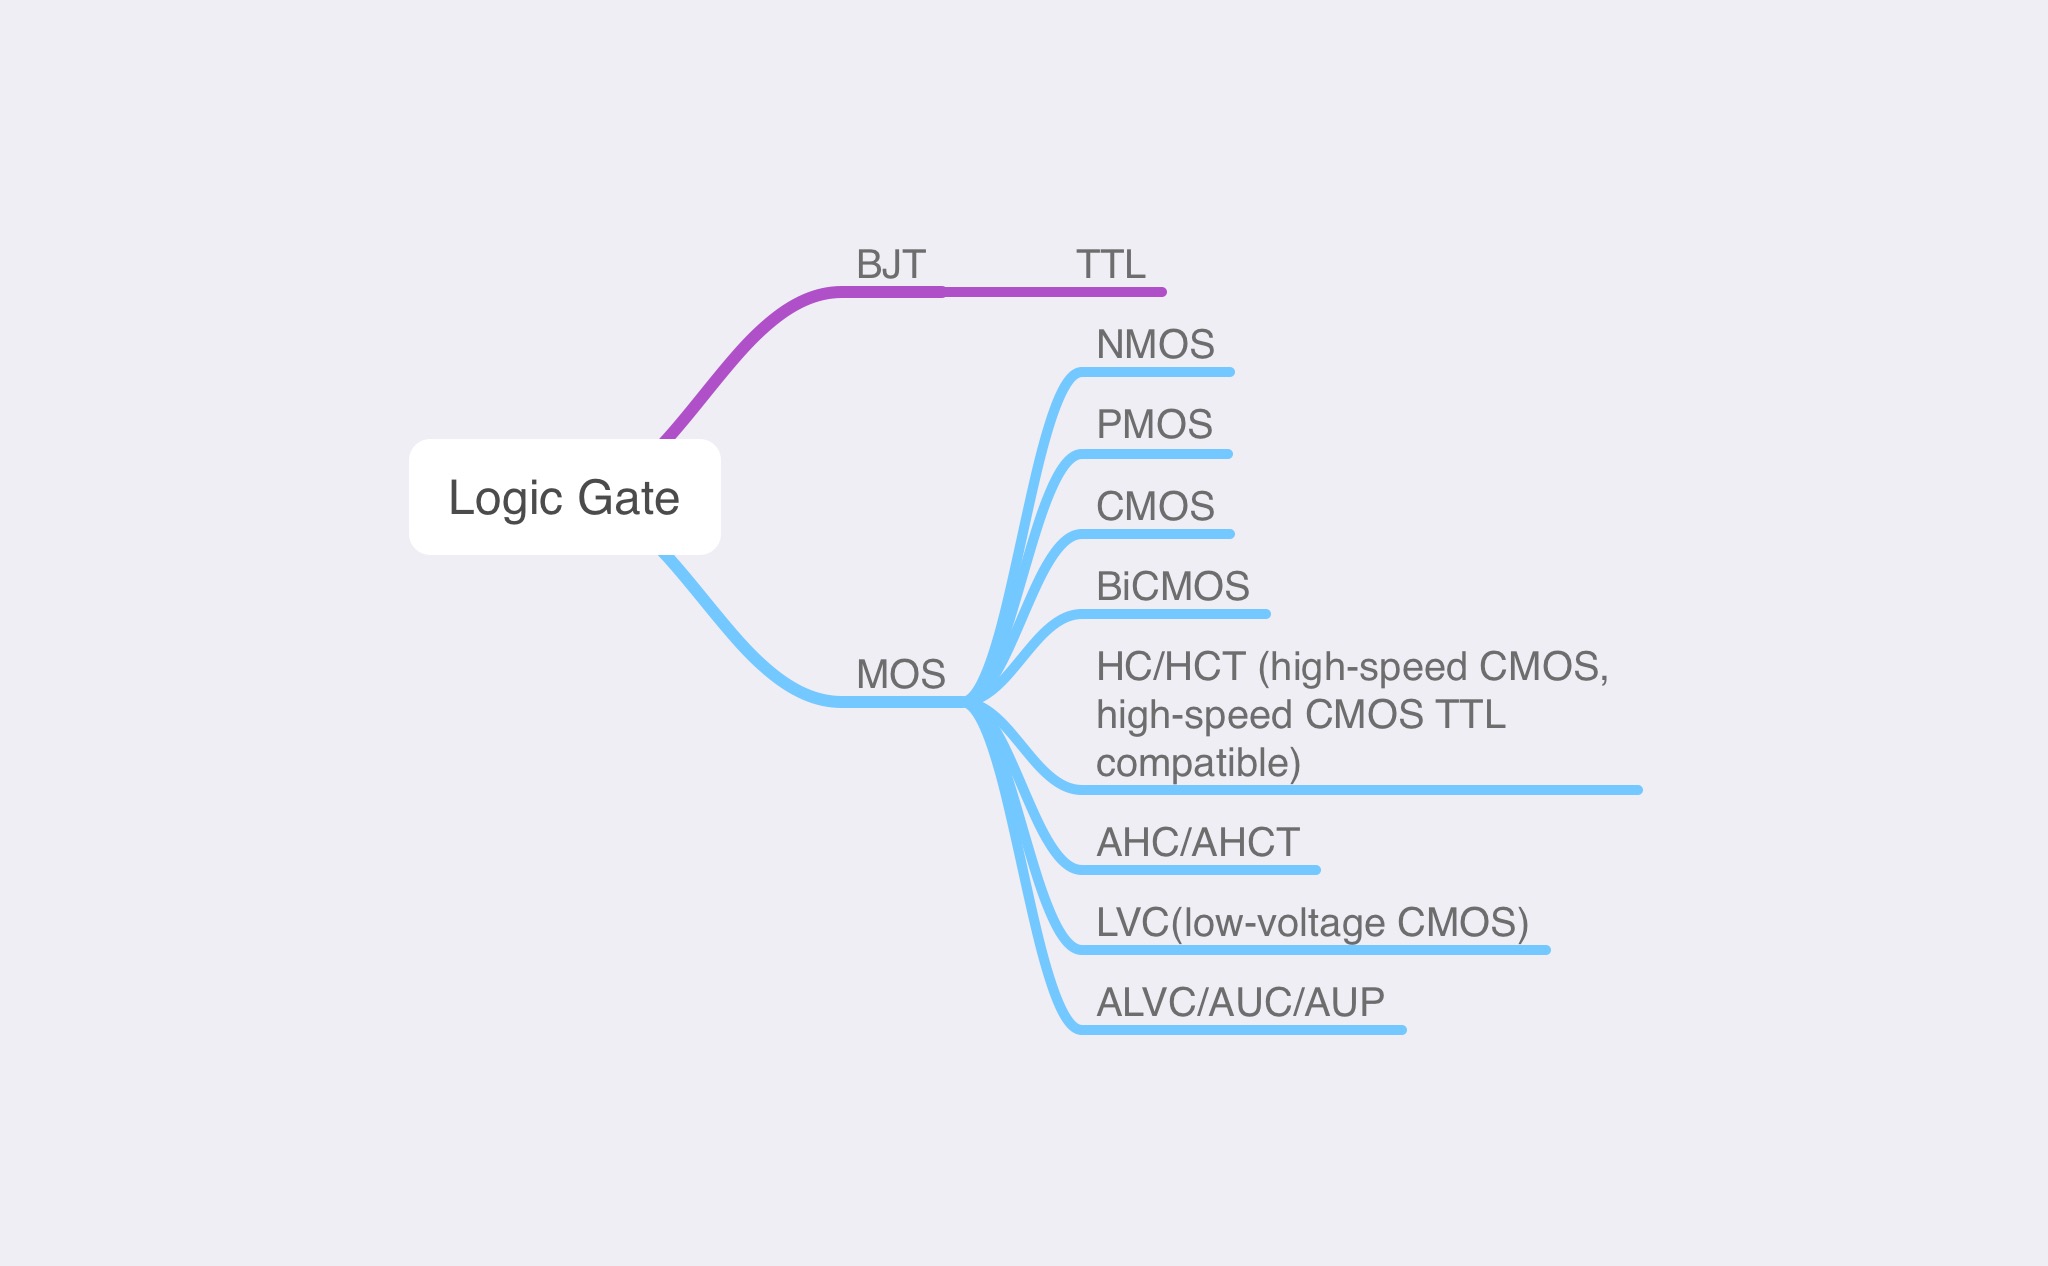 Logic Gate
BJT
TTL
MOS
NMOS
PMOS
CMOS
BiCMOS
HC/HCT (high-speed CMOS,
high-speed CMOS TTL
compatible)
AHC/AHCT
LVC(low-voltage CMOS)
ALVC/AUC/AUP